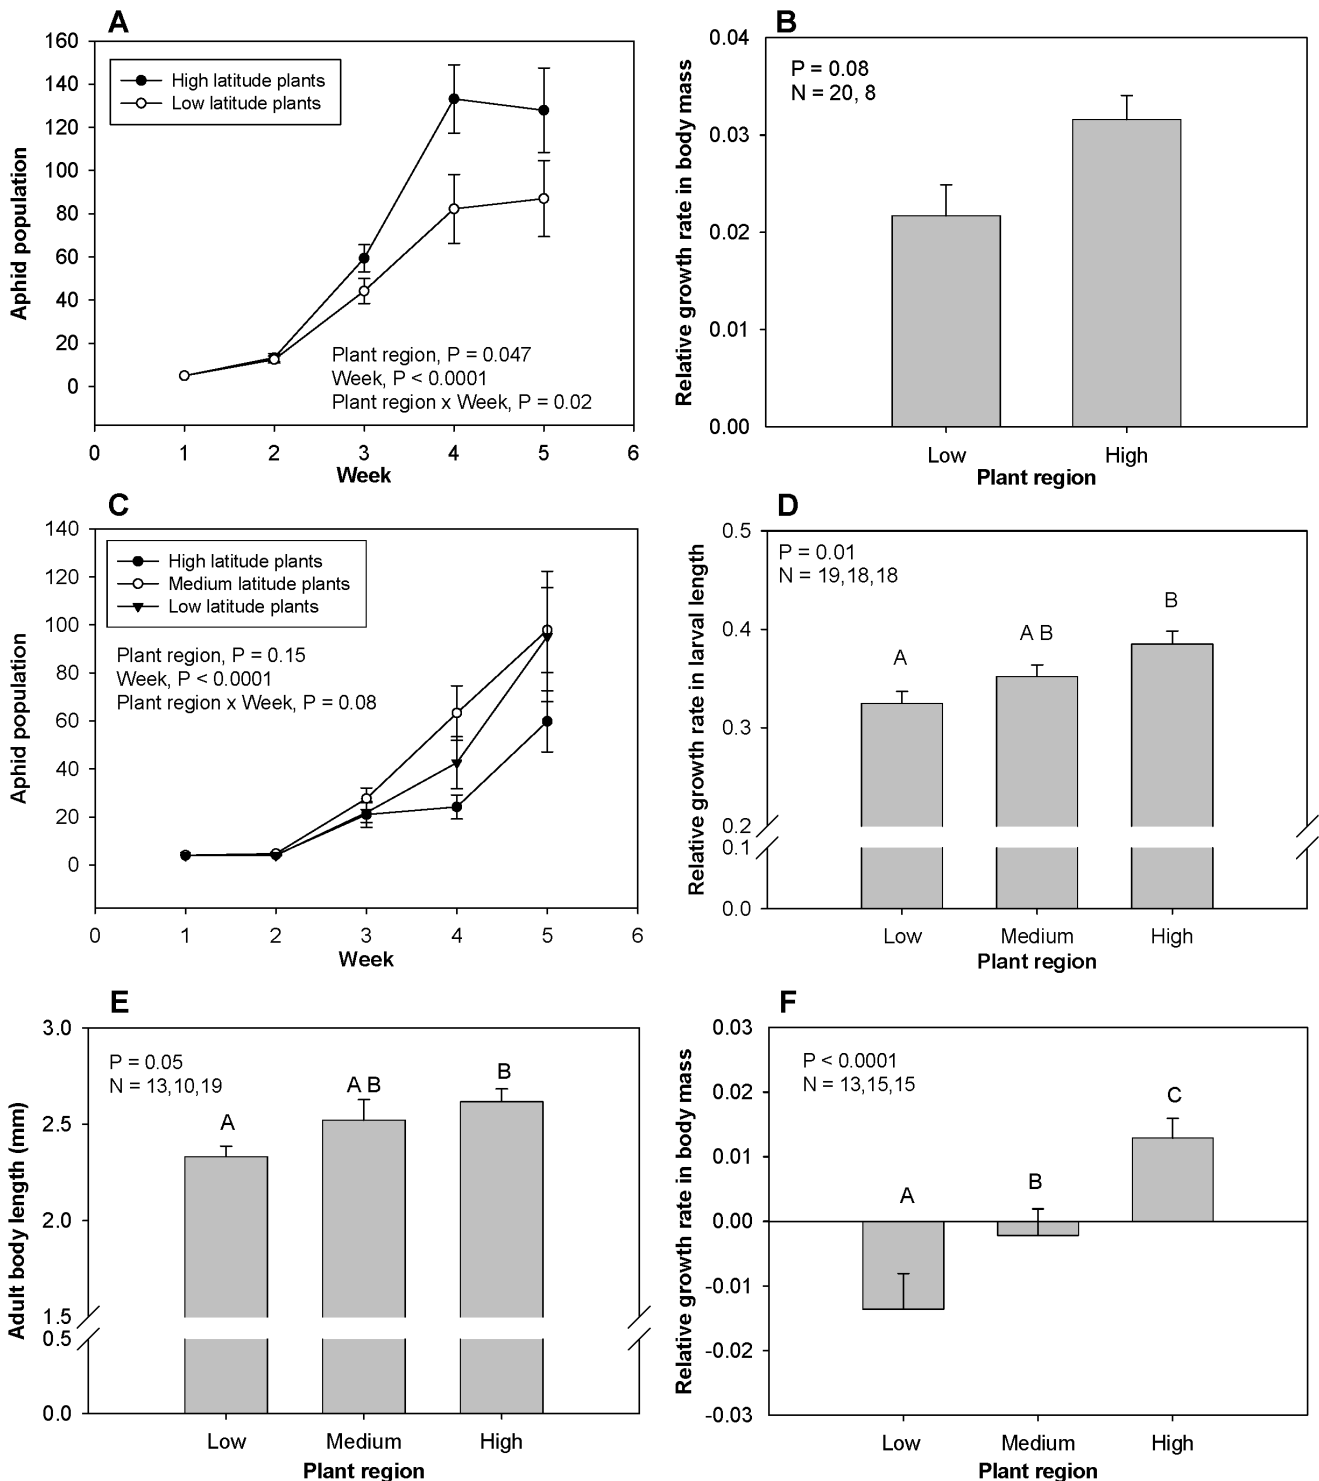 A
160
140
120
100
80
60
40
20
0
Aphid population
High latitude plants
Low latitude plants
Plant region, P = 0.047
Week, P < 0.0001
Plant region x Week, P = 0.02
0 1 2 3 4 5 6
Week
B
0.04
0.03
0.02
0.01
0.00
Relative growth rate in body mass
P = 0.08
N = 20, 8
Low High
Plant region
C
140
120
100
80
60
40
20
0
Aphid population
High latitude plants
Medium latitude plants
Low latitude plants
Plant region, P = 0.15
Week, P < 0.0001
Plant region x Week, P = 0.08
0 1 2 3 4 5 6
Week
D
0.5
0.4
0.3
0.2
0.1
0.0
Relative growth rate in larval length
P = 0.01
N = 19,18,18
A
A B
B
Low Medium High
Plant region
E
3.0
2.5
2.0
1.5
0.5
0.0
Adult body length (mm)
P = 0.05
N = 13,10,19
A
A B
B
Low Medium High
Plant region
F
0.03
0.02
0.01
0.00
-0.01
-0.02
-0.03
Relative growth rate in body mass
P < 0.0001
N = 13,15,15
A
B
C
Low Medium High
Plant region